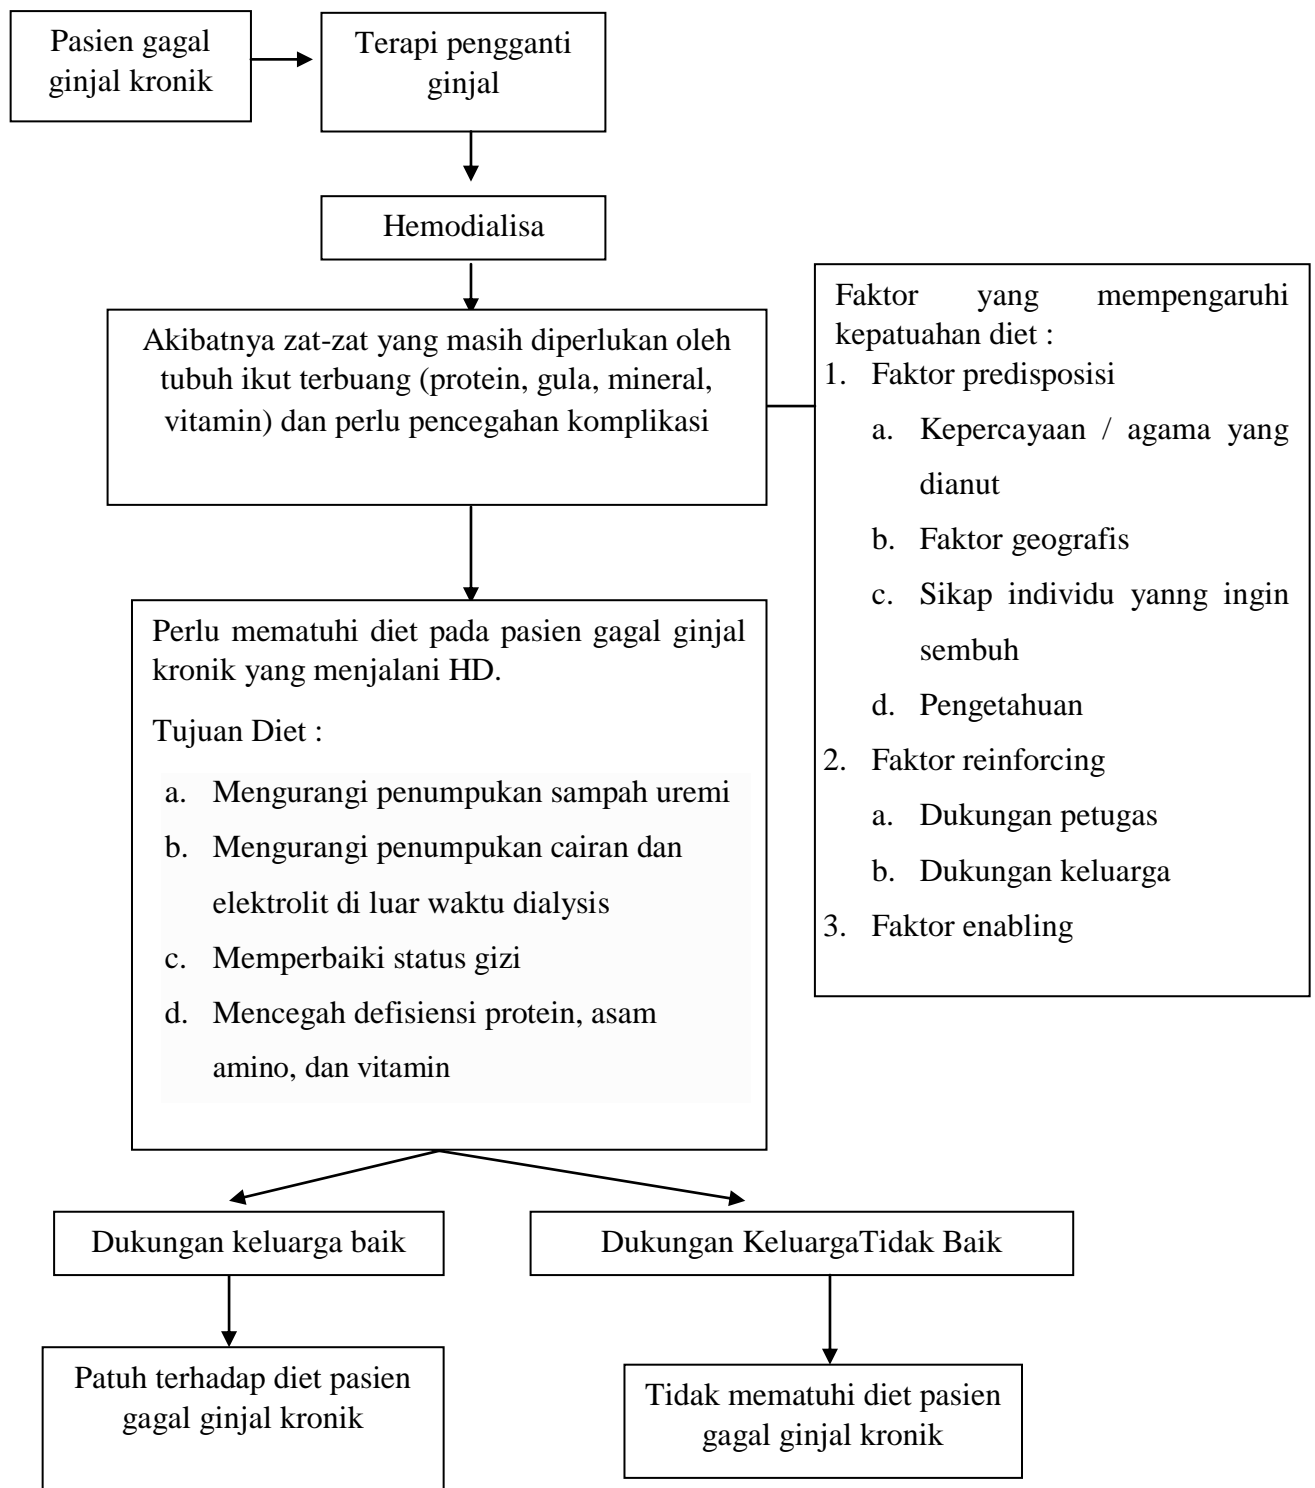 Pasien gagal
ginjal kronik
Terapi pengganti
ginjal
Hemodialisa
Akibatnya zat-zat yang masih diperlukan oleh
tubuh ikut terbuang (protein, gula, mineral,
vitamin) dan perlu pencegahan komplikasi
Faktor yang mempengaruhi
kepatuahan diet :
1. Faktor predisposisi
a. Kepercayaan / agama yang
dianut
b. Faktor geografis
c. Sikap individu yanng ingin
sembuh
d. Pengetahuan
2. Faktor reinforcing
a. Dukungan petugas
b. Dukungan keluarga
3. Faktor enabling
Perlu mematuhi diet pada pasien gagal ginjal
kronik yang menjalani HD.
Tujuan Diet :
a. Mengurangi penumpukan sampah uremi
b. Mengurangi penumpukan cairan dan
elektrolit di luar waktu dialysis
c. Memperbaiki status gizi
d. Mencegah defisiensi protein, asam
amino, dan vitamin
Dukungan keluarga baik
Dukungan KeluargaTidak Baik
Patuh terhadap diet pasien
gagal ginjal kronik
Tidak mematuhi diet pasien
gagal ginjal kronik